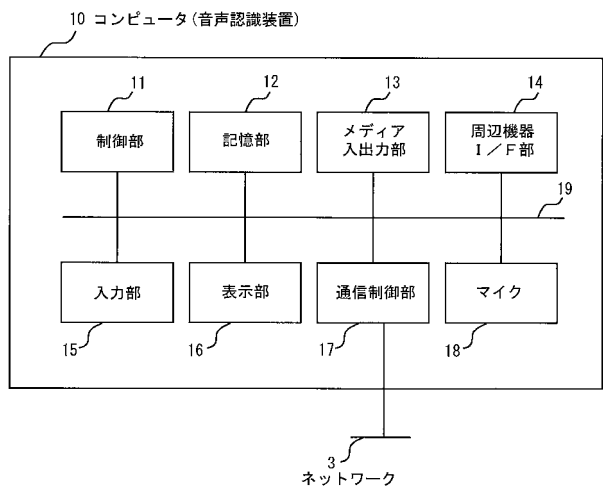 10 コンピュータ(音声認識装置)
11
12
13
14
制御部
記憶部
メディア
入出力部
周辺機器
I/F部
19
入力部
表示部
通信制御部
マイク
15
16
17
18
3
ネットワーク